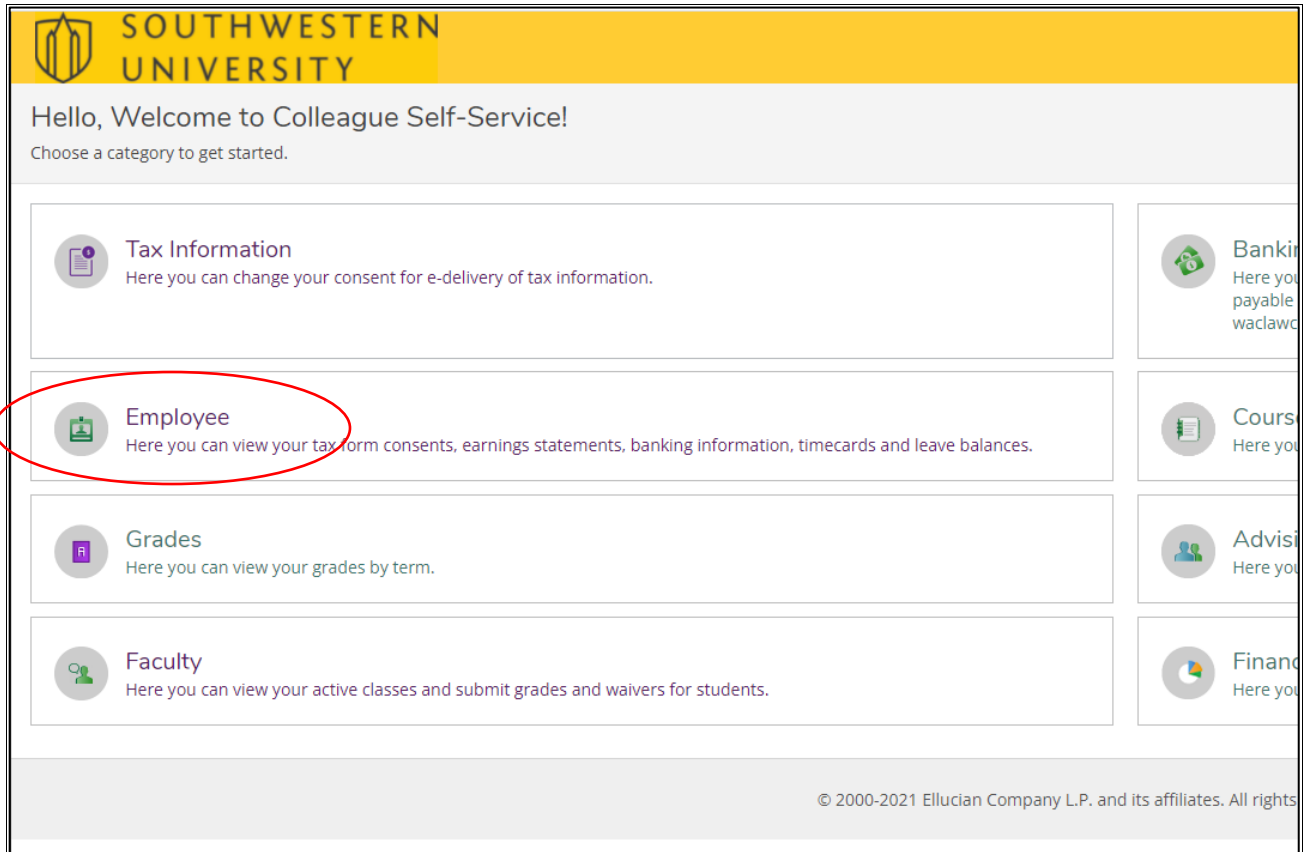 SOUTHWESTERN
UNIVERSITY
Hello, Welcome to Colleague Self-Service!
Choose a category to get started.
Tax Information
Here you can change your consent for e-delivery of tax information.
Employee
Here you can view your tax form consents, earnings statements, banking information, timecards and leave balances.
Grades
Here you can view your grades by term.
Faculty
Here you can view your active classes and submit grades and waivers for students.
Here
payable
Here
Here
Here
© 2000-2021 Ellucian Company L.P. and its affiliates. All rights